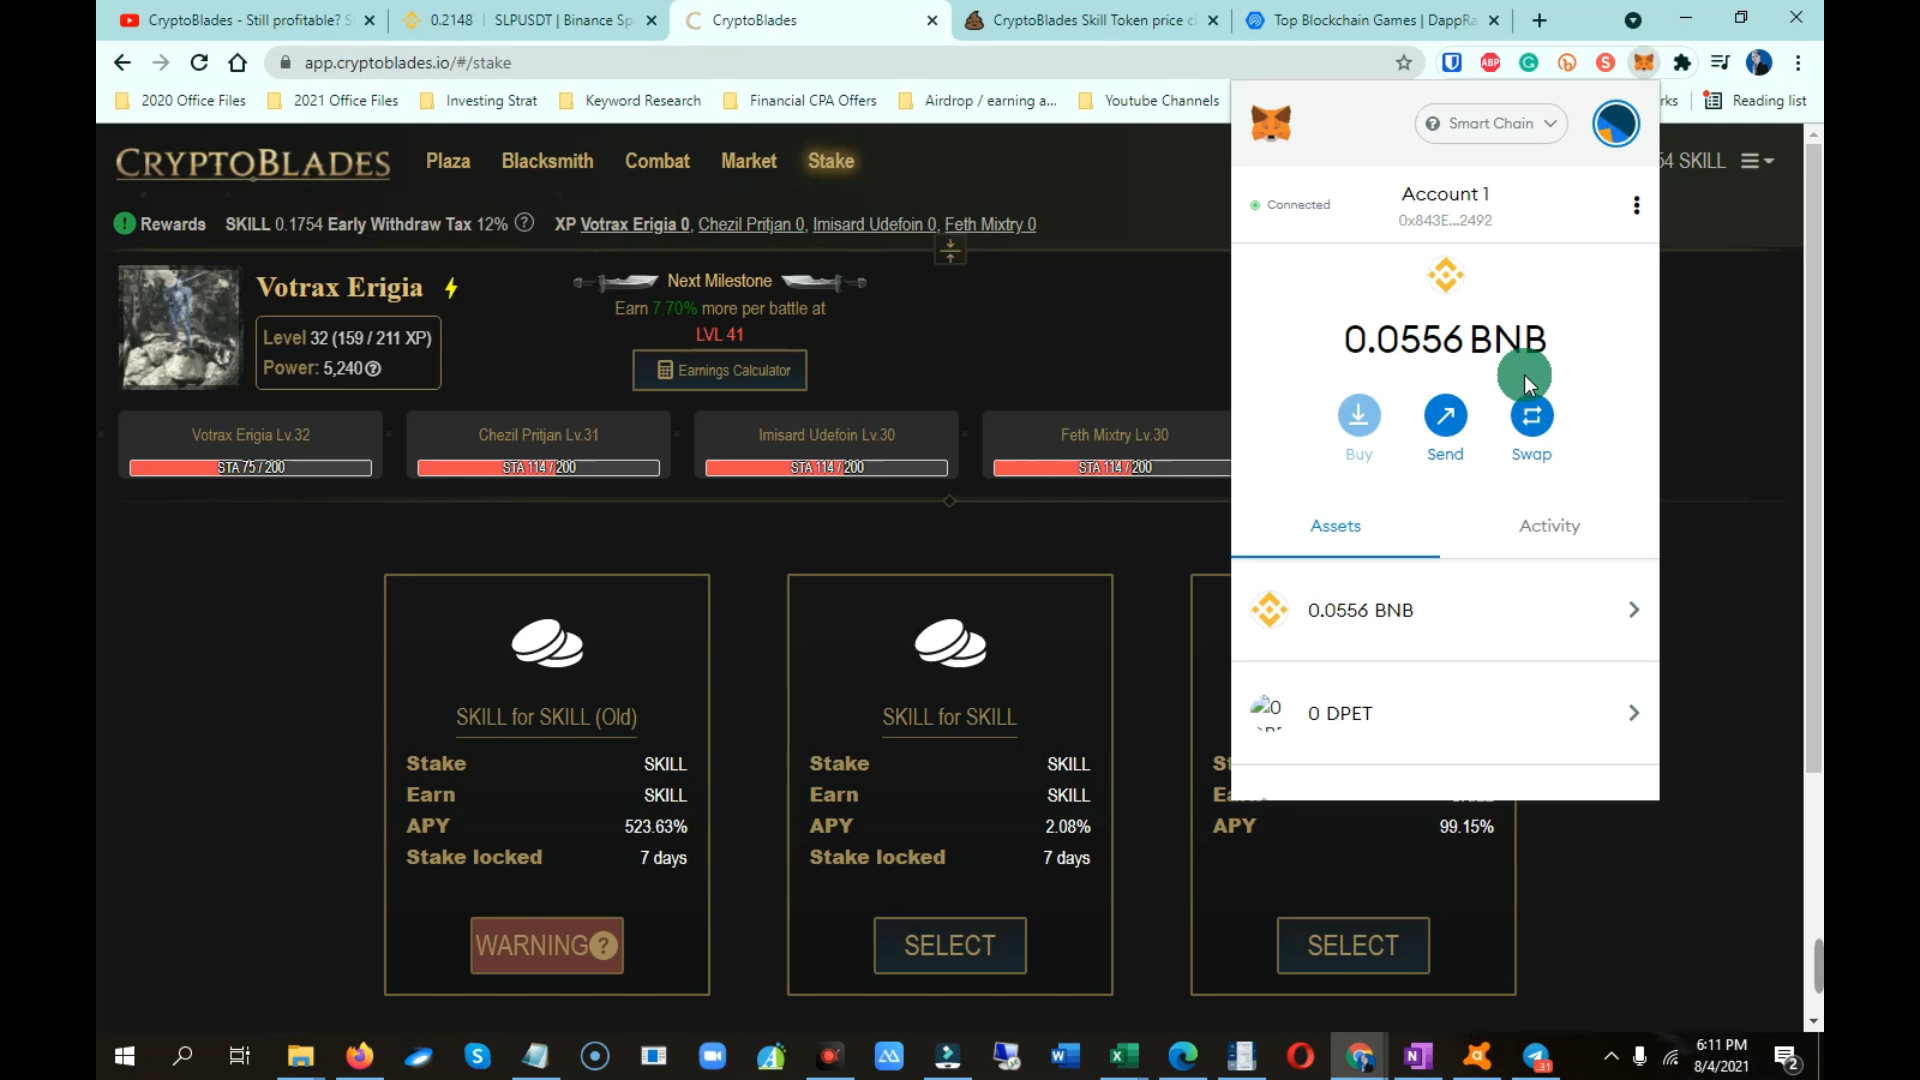 CryptoBlades - Still profitable? S
0.2148 | SLPUSDT | Binance Sp
CryptoBlades
CryptoBlades Skill Token price c
Top Blockchain Games | DappRa
app.cryptoblades.io/#/stake
ABP
2020 Office Files
2021 Office Files
Investing Strat
Keyword Research
Financial CPA Offers
Airdrop / earning a...
Youtube Channels
rks
Reading list
CRYPTOBLADES
Plaza
Blacksmith
Combat
Market
Stake
54 SKILL
Rewards SKILL 0.1754 Early Withdraw Tax 12% ? XP Votrax Erigia 0, Chezil Pritjan 0, Imisard Udefoin 0, Feth Mixtry 0
Votrax Erigia
Level 32 (159 / 211 XP)
Power: 5,240
Next Milestone
Earn 7.70% more per battle at
LVL 41
Earnings Calculator
Votrax Erigia Lv.32
STA 75 / 200
Chezil Pritjan Lv.31
STA 114 / 200
Imisard Udefoin Lv.30
STA 114 / 200
Feth Mixtry Lv.30
STA 114 / 200
SKILL for SKILL (Old)
Stake SKILL
Earn SKILL
APY 523.63%
Stake locked 7 days
WARNING ?
SKILL for SKILL
Stake SKILL
Earn SKILL
APY 2.08%
Stake locked 7 days
SELECT
APY 99.15%
SELECT
Smart Chain
Connected
Account 1
0x843E...2492
0.0556 BNB
Buy
Send
Swap
Assets
Activity
0.0556 BNB
0 DPET
6:11 PM
8/4/2021
2
31